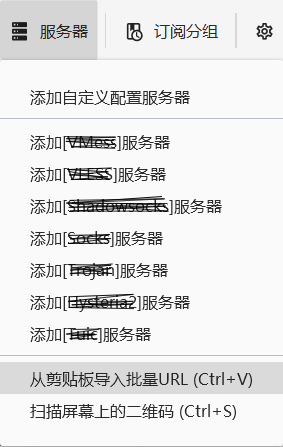 服务器 订阅分组
添加自定义配置服务器
添加[VMess]服务器
添加[VLESS]服务器
添加[Shadowsocks]服务器
添加[Socks]服务器
添加[Trojan]服务器
添加[Hysteria2]服务器
添加[Tuic]服务器
从剪贴板导入批量URL (Ctrl+V)
扫描屏幕上的二维码 (Ctrl+S)